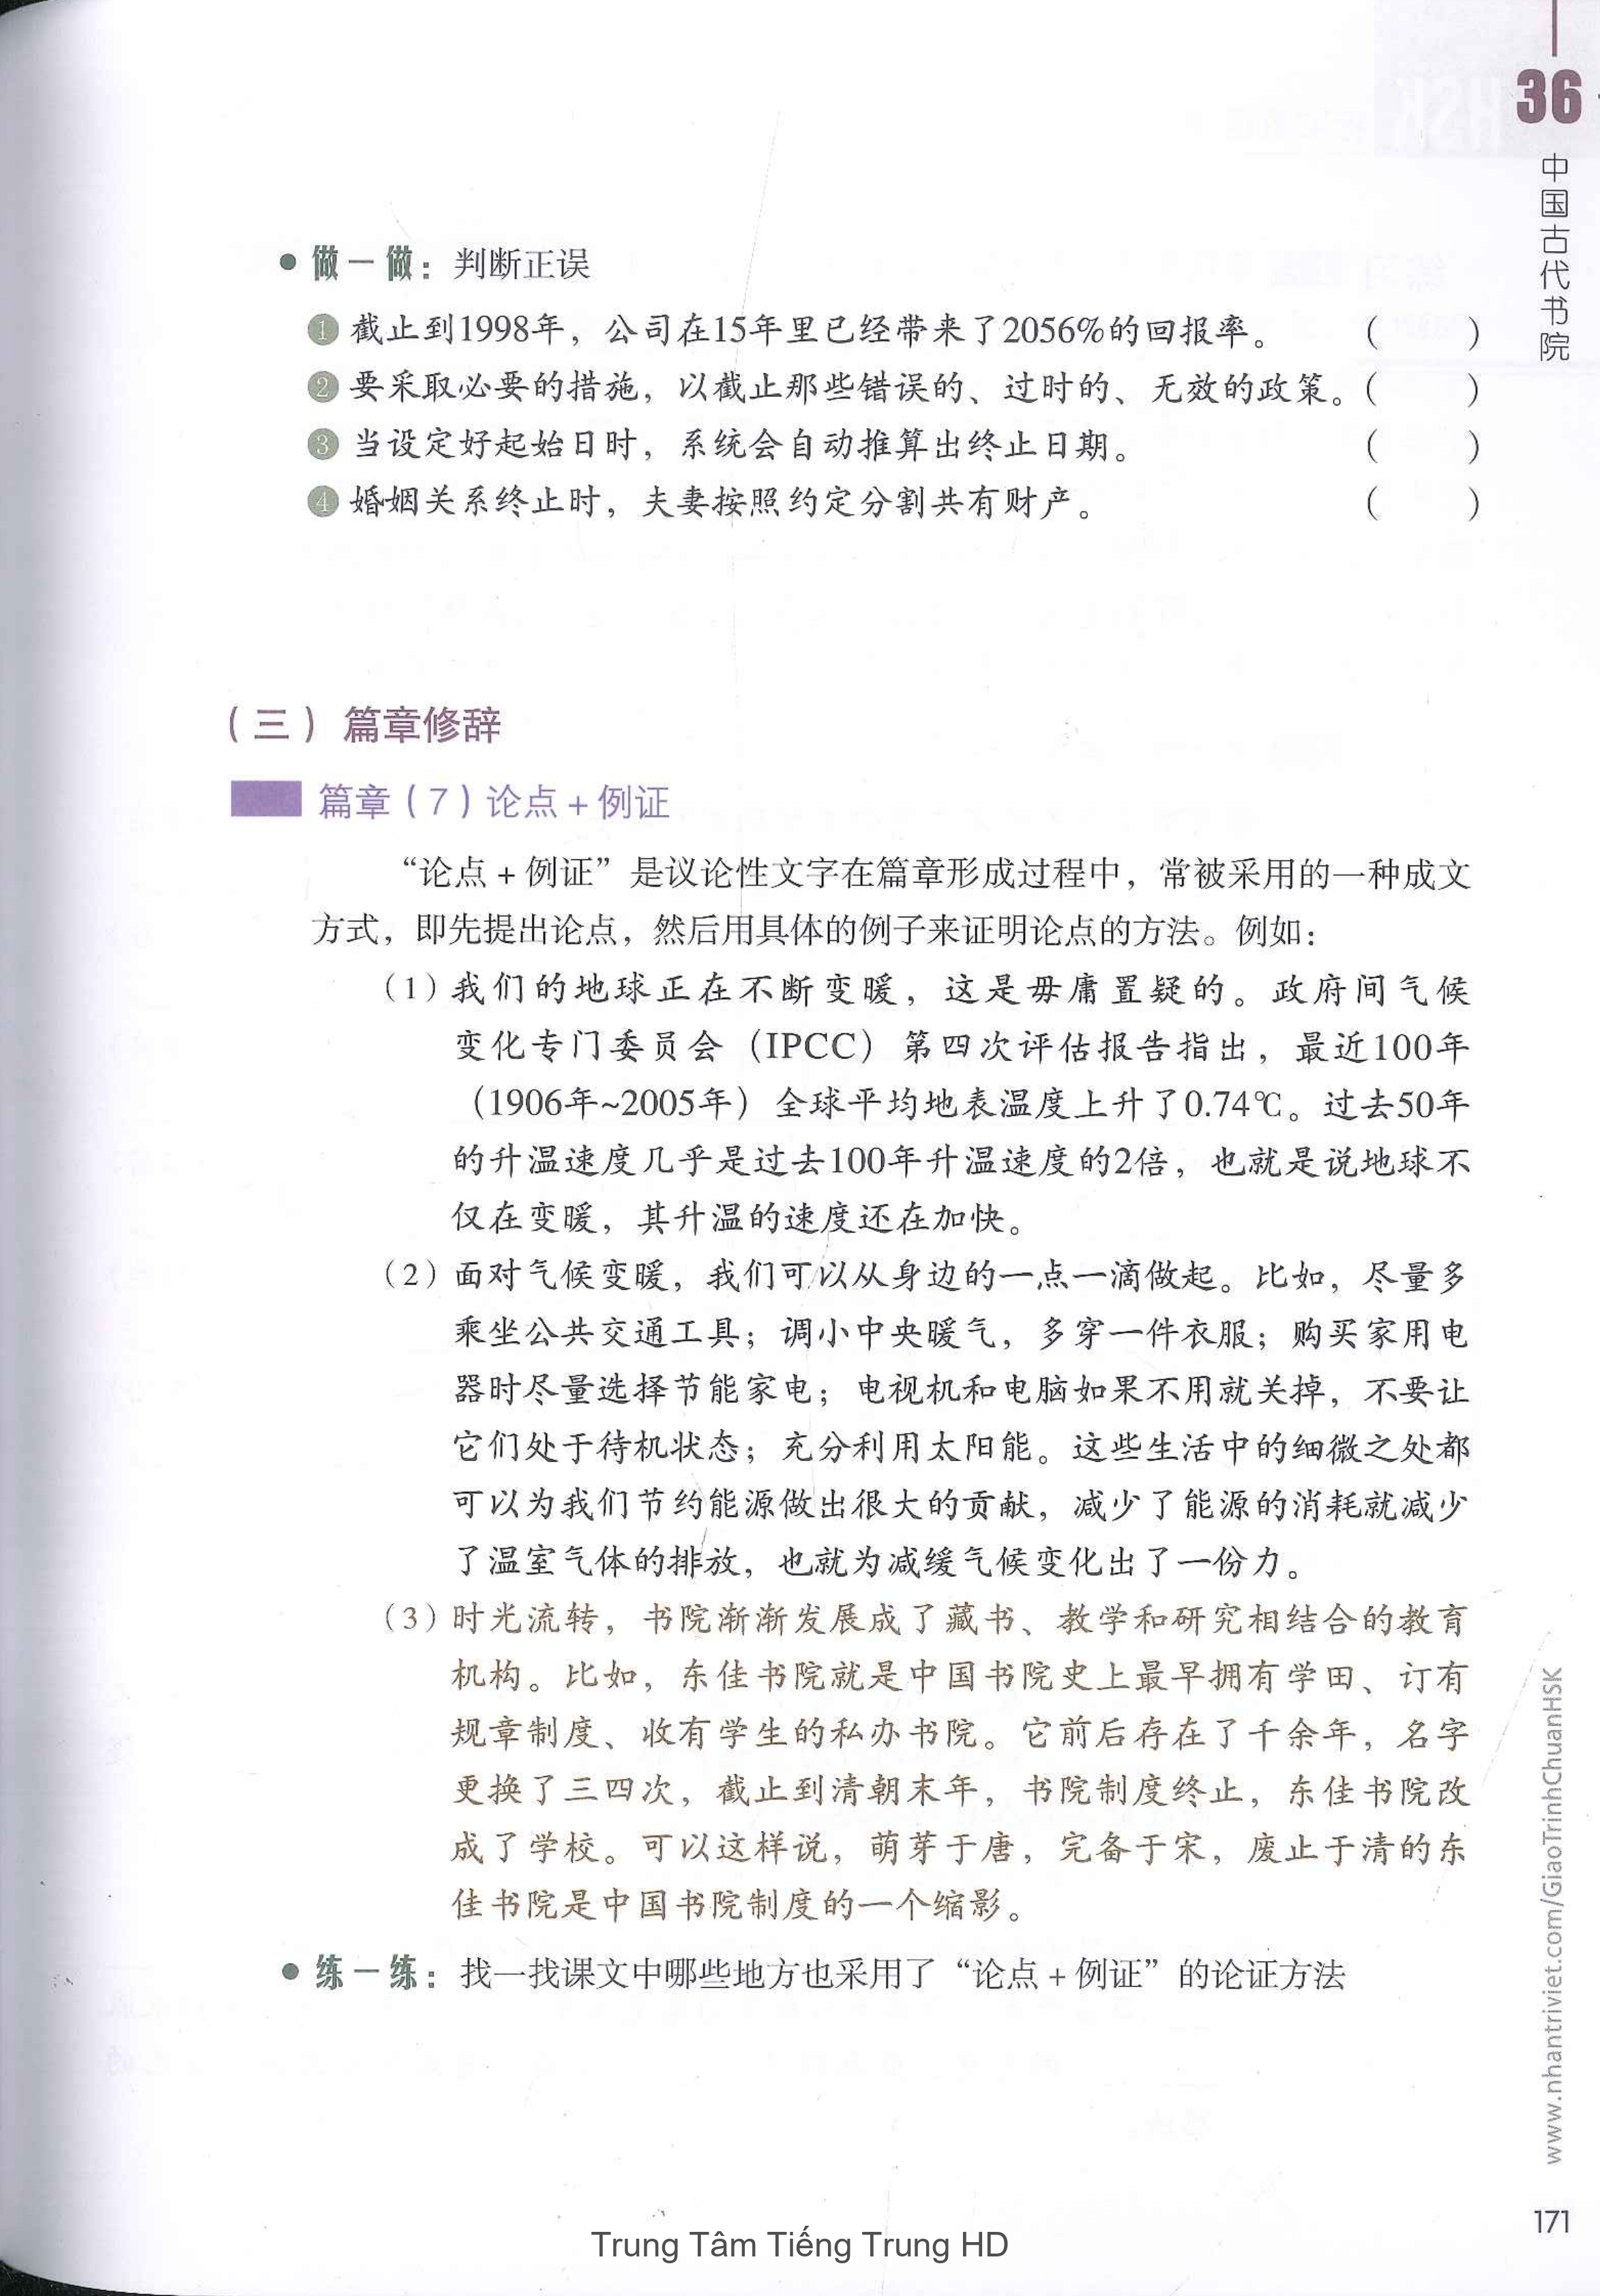 36
中国古代书院
● 做一做：判断正误
1 截止到1998年，公司在15年里已经带来了2056%的回报率。 （ ）
2 要采取必要的措施，以截止那些错误的、过时的、无效的政策。（ ）
3 当设定好起始日时，系统会自动推算出终止日期。 （ ）
4 婚姻关系终止时，夫妻按照约定分割共有财产。 （ ）
（三）篇章修辞
篇章（7）论点+例证
“论点+例证”是议论性文字在篇章形成过程中，常被采用的一种成文
方式，即先提出论点，然后用具体的例子来证明论点的方法。例如：
（1）我们的地球正在不断变暖，这是毋庸置疑的。政府间气候
变化专门委员会（IPCC）第四次评估报告指出，最近100年
（1906年~2005年）全球平均地表温度上升了0.74℃。过去50年
的升温速度几乎是过去100年升温速度的2倍，也就是说地球不
仅在变暖，其升温的速度还在加快。
（2）面对气候变暖，我们可以从身边的一点一滴做起。比如，尽量多
乘坐公共交通工具；调小中央暖气，多穿一件衣服；购买家用电
器时尽量选择节能家电；电视机和电脑如果不用就关掉，不要让
它们处于待机状态；充分利用太阳能。这些生活中的细微之处都
可以为我们节约能源做出很大的贡献，减少了能源的消耗就减少
了温室气体的排放，也就为减缓气候变化出了一份力。
（3）时光流转，书院渐渐发展成了藏书、教学和研究相结合的教育
机构。比如，东佳书院就是中国书院史上最早拥有学田、订有
规章制度、收有学生的私办书院。它前后存在了千余年，名字
更换了三四次，截止到清朝末年，书院制度终止，东佳书院改
成了学校。可以这样说，萌芽于唐，完备于宋，废止于清的东
佳书院是中国书院制度的一个缩影。
● 练一练：找一找课文中哪些地方也采用了“论点+例证”的论证方法
www.nhantriviet.com/GiaoTrinhChuanHSK
171
Trung Tâm Tiếng Trung HD